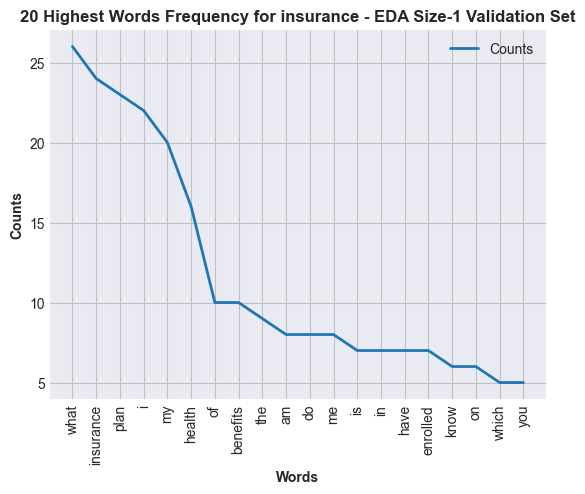 20 Highest Words Frequency for insurance - EDA Size-1 Validation Set
Counts
25
20
15
10
5
Counts
what
insurance
plan
i
my
health
of
benefits
the
am
do
me
is
in
have
enrolled
know
on
which
you
Words